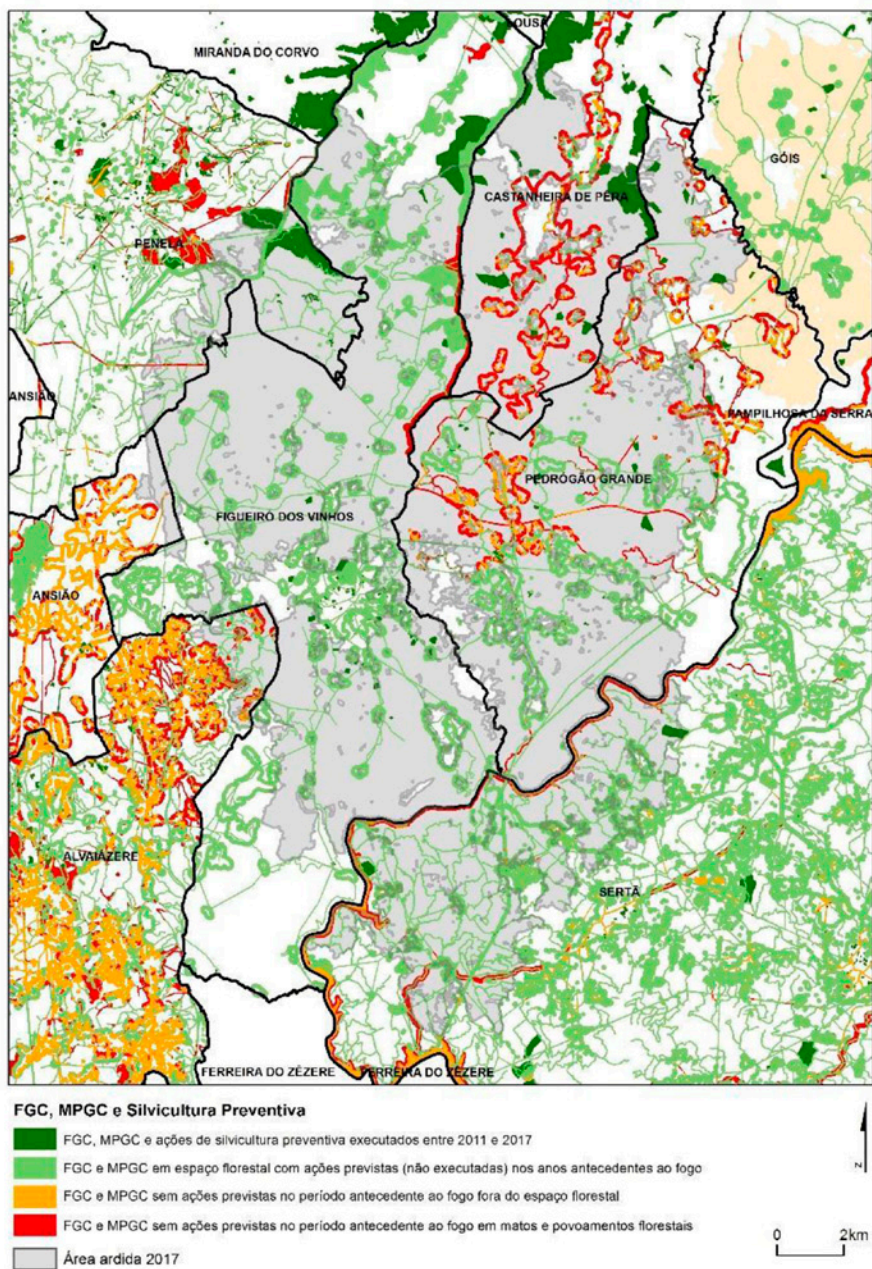 LOUSÃ
MIRANDA DO CORVO
GÓIS
CASTANHEIRA DE PÊRA
PENELA
ANSIÃO
PAMPILHOSA DA SERRA
PEDRÓGÃO GRANDE
FIGUEIRÓ DOS VINHOS
ANSIÃO
ALVAIÁZERE
SERTÃ
FERREIRA DO ZÊZERE
FERREIRA DO ZÊZERE
FGC, MPGC e Silvicultura Preventiva
FGC, MPGC e ações de silvicultura preventiva executados entre 2011 e 2017
FGC e MPGC em espaço florestal com ações previstas (não executadas) nos anos antecedentes ao fogo
FGC e MPGC sem ações previstas no período antecedente ao fogo fora do espaço florestal
FGC e MPGC sem ações previstas no período antecedente ao fogo em matos e povoamentos florestais
Área ardida 2017
N
0 2km